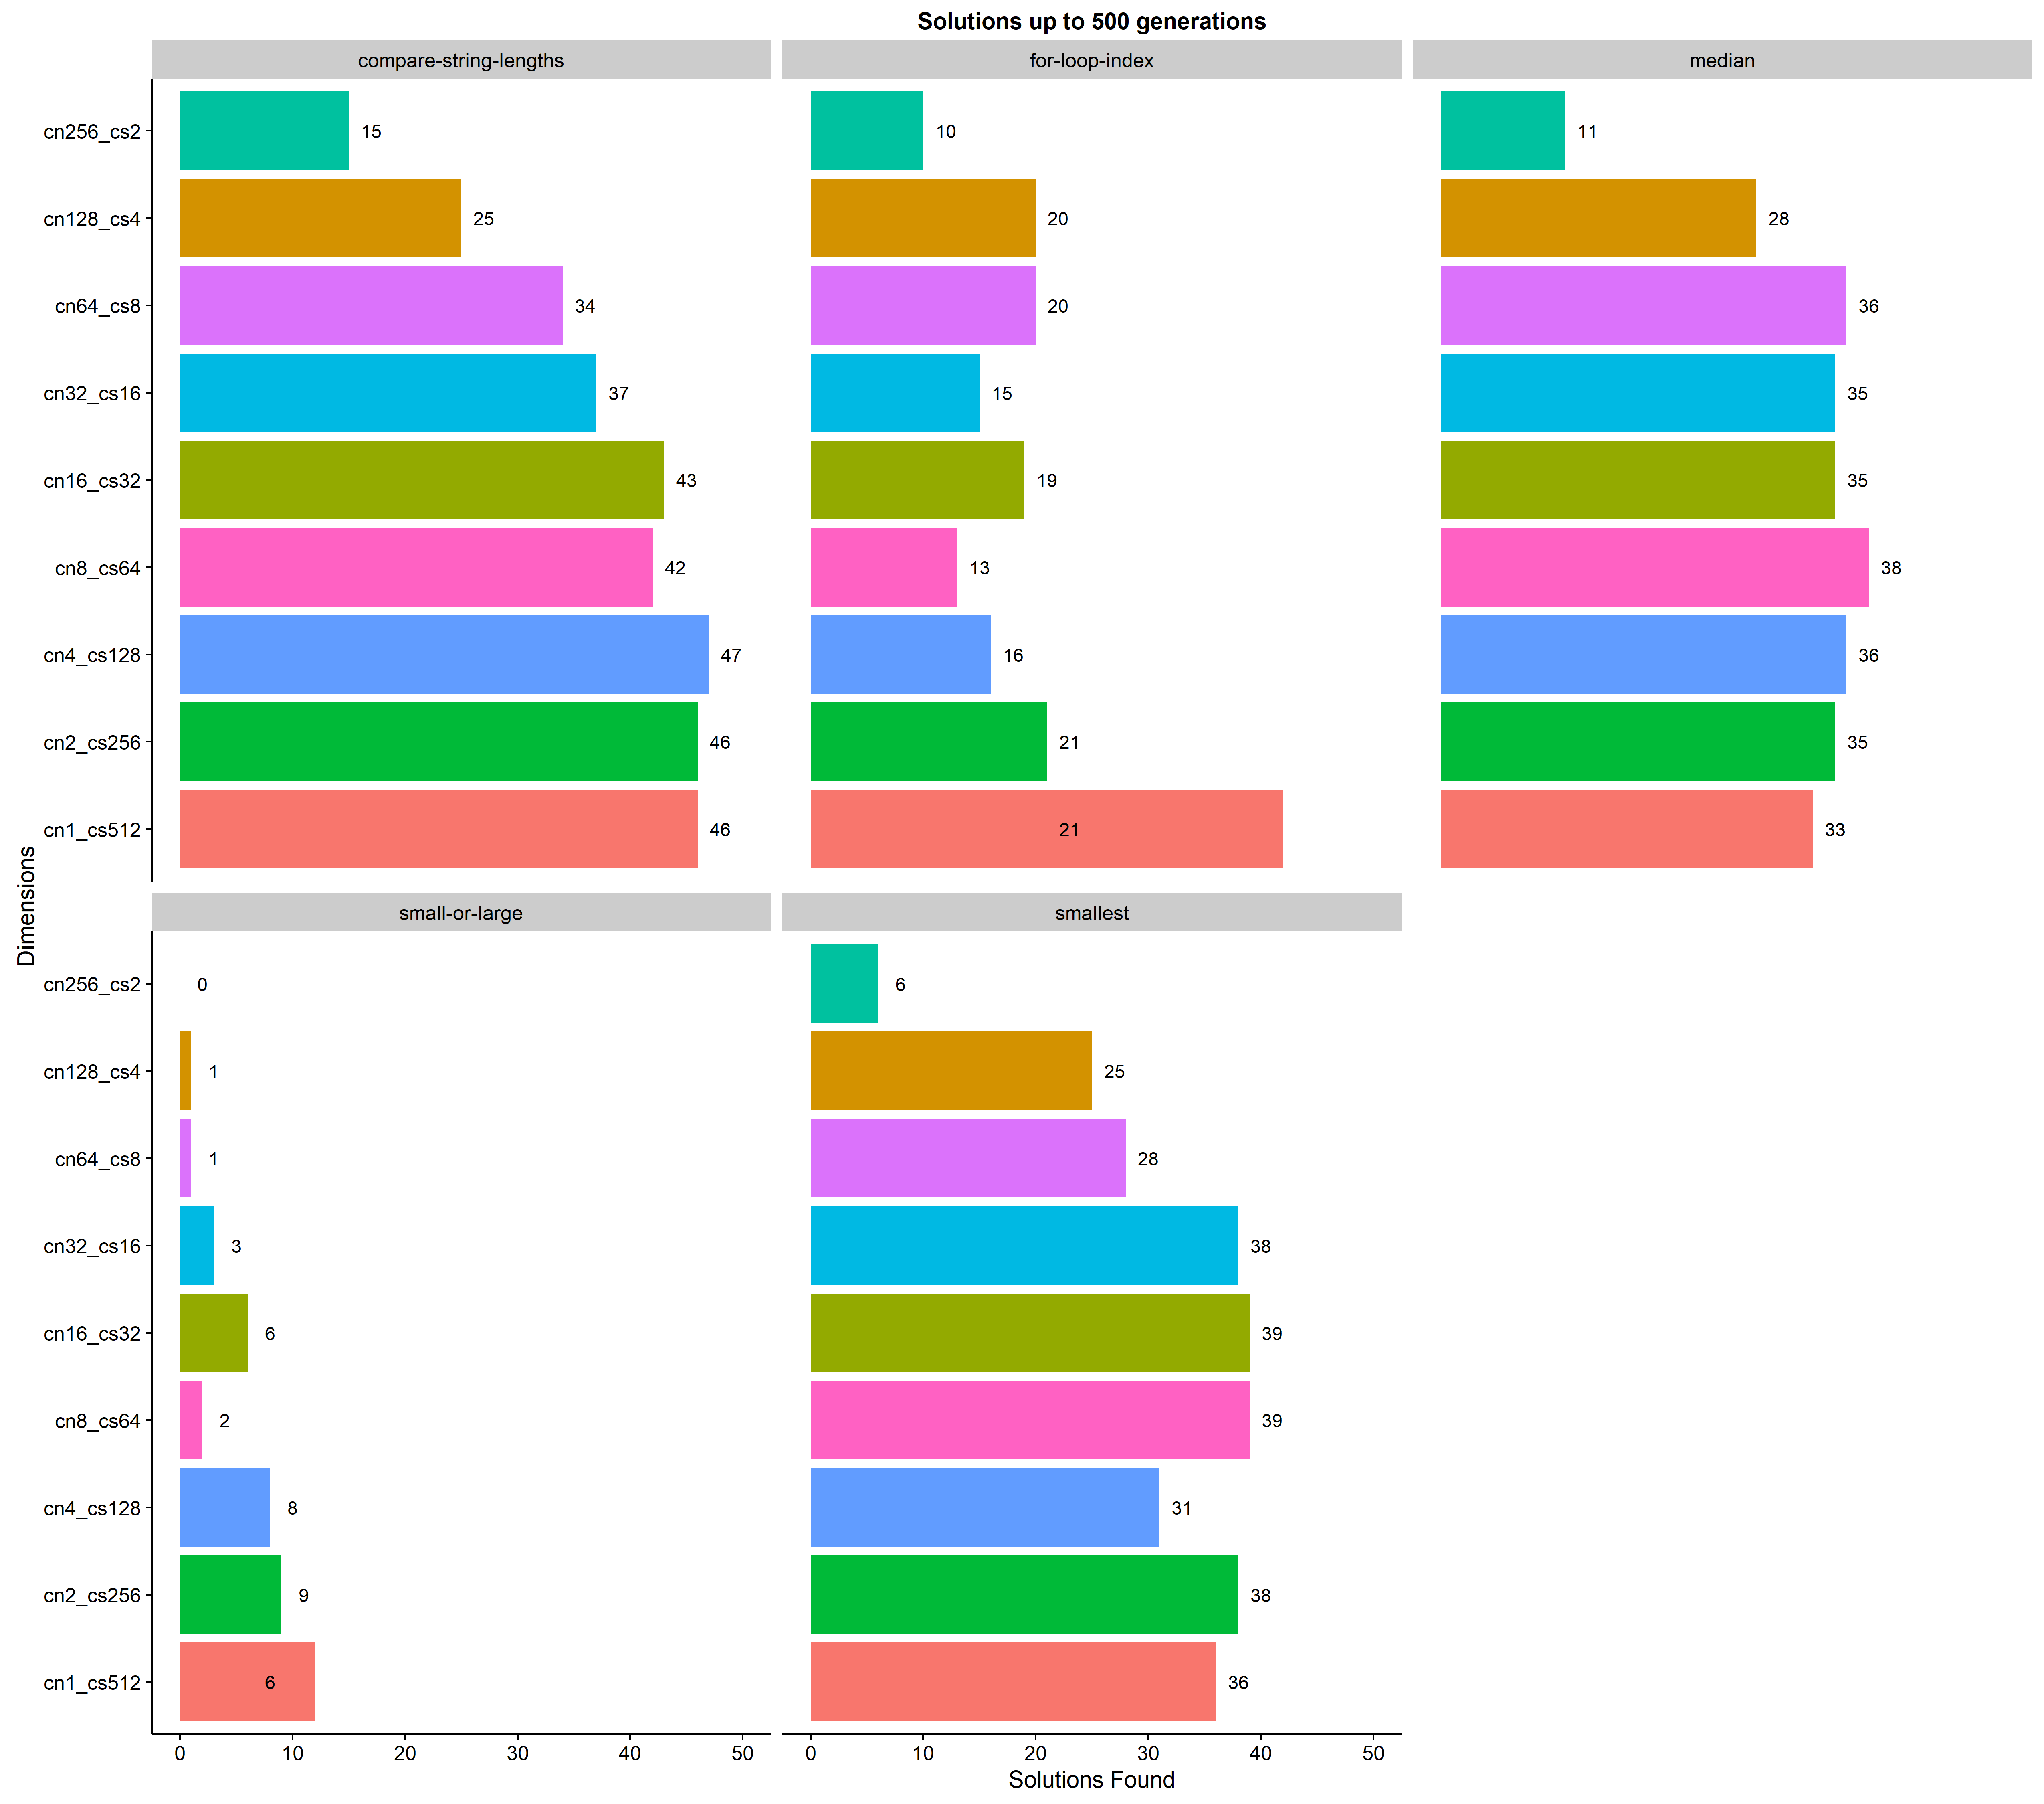 Solutions up to 500 generations
compare-string-lengths for-loop-index median
cn256_cs2 15 10 11
cn128_cs4 25 20 28
cn64_cs8 34 20 36
cn32_cs16 37 15 35
cn16_cs32 43 19 35
cn8_cs64 42 13 38
cn4_cs128 47 16 36
cn2_cs256 46 21 35
cn1_cs512 46 21 33
Dimensions
small-or-large smallest
cn256_cs2 0 6
cn128_cs4 1 25
cn64_cs8 1 28
cn32_cs16 3 38
cn16_cs32 6 39
cn8_cs64 2 39
cn4_cs128 8 31
cn2_cs256 9 38
cn1_cs512 6 36
0 10 20 30 40 50 0 10 20 30 40 50
Solutions Found